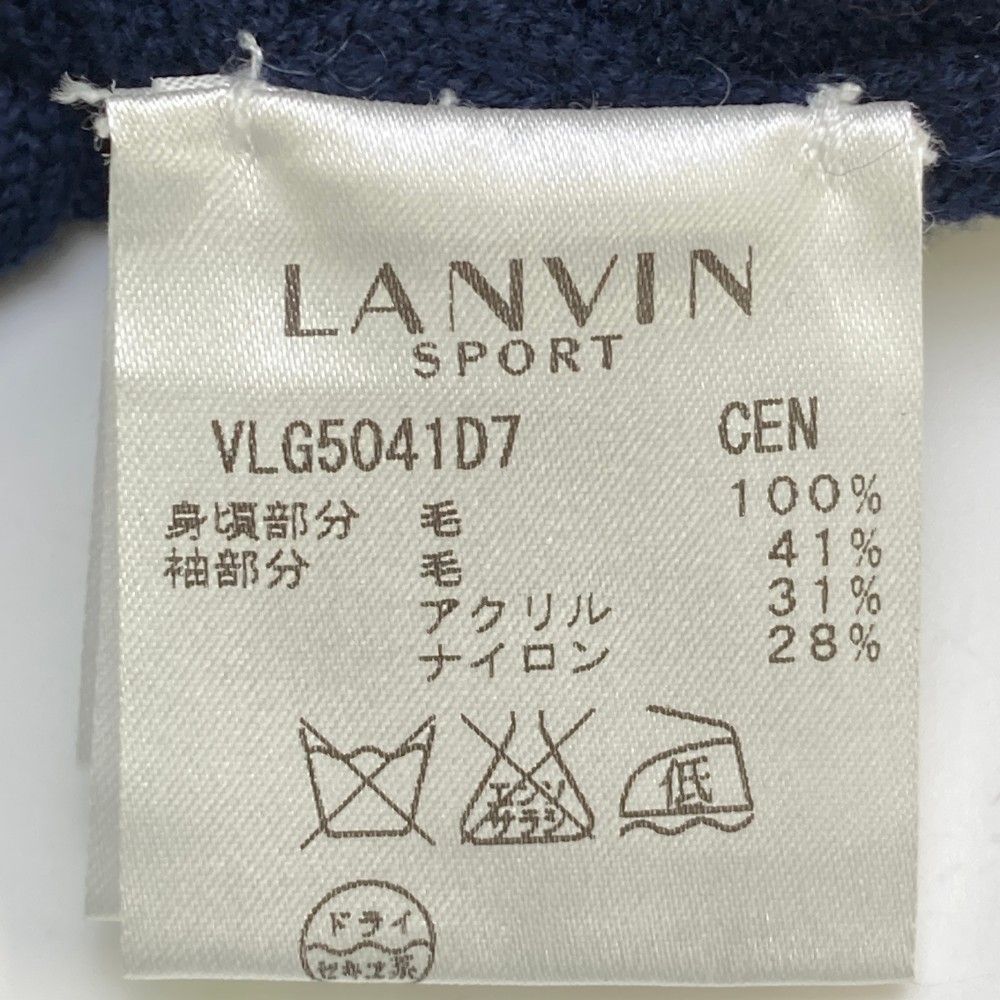 LANVIN
SPORT
VLG5041D7 CEN
身頃部分 毛 100%
袖部分 毛 41%
アクリル 31%
ナイロン 28%
エンソ
サラシ
低
ドライ